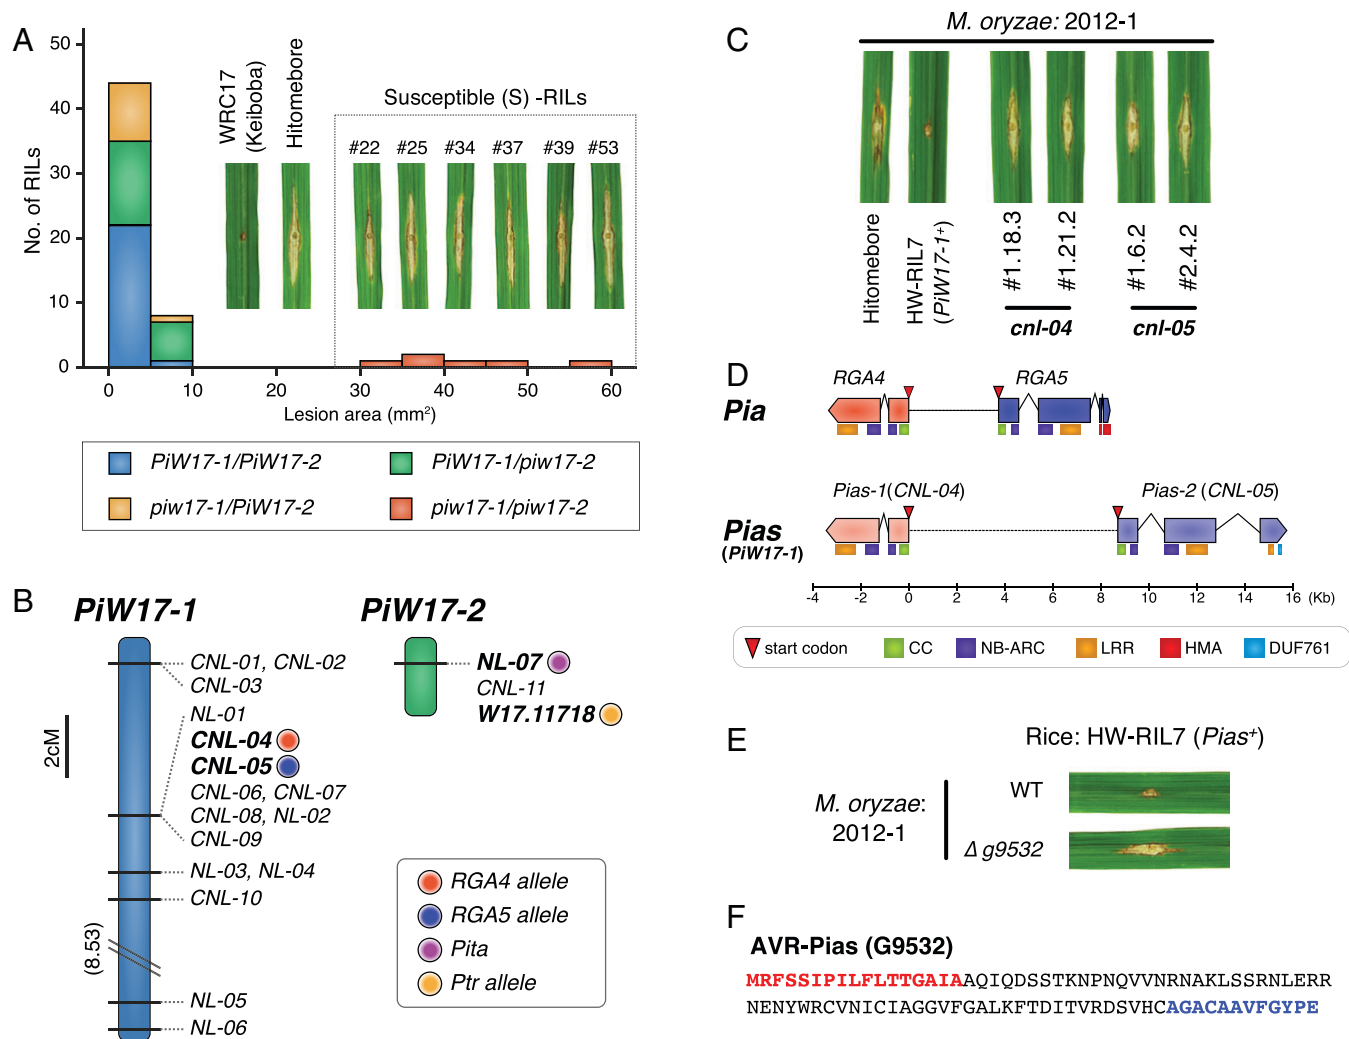 A
50
40
30
20
10
0
No. of RILs
0
10
20
30
40
50
60
Lesion area (mm²)
WRC17
(Keiboba)
Hitomebore
Susceptible (S) -RILs
#22 #25 #34 #37 #39 #53
PiW17-1/PiW17-2
PiW17-1/piw17-2
piw17-1/PiW17-2
piw17-1/piw17-2
B
PiW17-1
PiW17-2
CNL-01, CNL-02
CNL-03
NL-01
CNL-04
CNL-05
CNL-06, CNL-07
CNL-08, NL-02
CNL-09
NL-03, NL-04
CNL-10
NL-05
NL-06
2cM
(8.53)
NL-07
CNL-11
W17.11718
RGA4 allele
RGA5 allele
Pita
Ptr allele
C
M. oryzae: 2012-1
Hitomebore
HW-RIL7
(PiW17-1+)
#1.18.3
#1.21.2
#1.6.2
#2.4.2
cnl-04
cnl-05
D
RGA4
RGA5
Pia
Pias-1(CNL-04)
Pias-2 (CNL-05)
Pias
(PiW17-1)
-4 -2 0 2 4 6 8 10 12 14 16 (Kb)
start codon
CC
NB-ARC
LRR
HMA
DUF761
E
Rice: HW-RIL7 (Pias+)
M. oryzae:
2012-1
WT
Δ g9532
F
AVR-Pias (G9532)
MRFSSIPILFLTTGAIAAQIQDSSTKNPNQVVNRNAKLSSRNLERR
NENYWRCVNICIAGGVFGALKFTDITVRDSVHCAGACAAVFGYPE